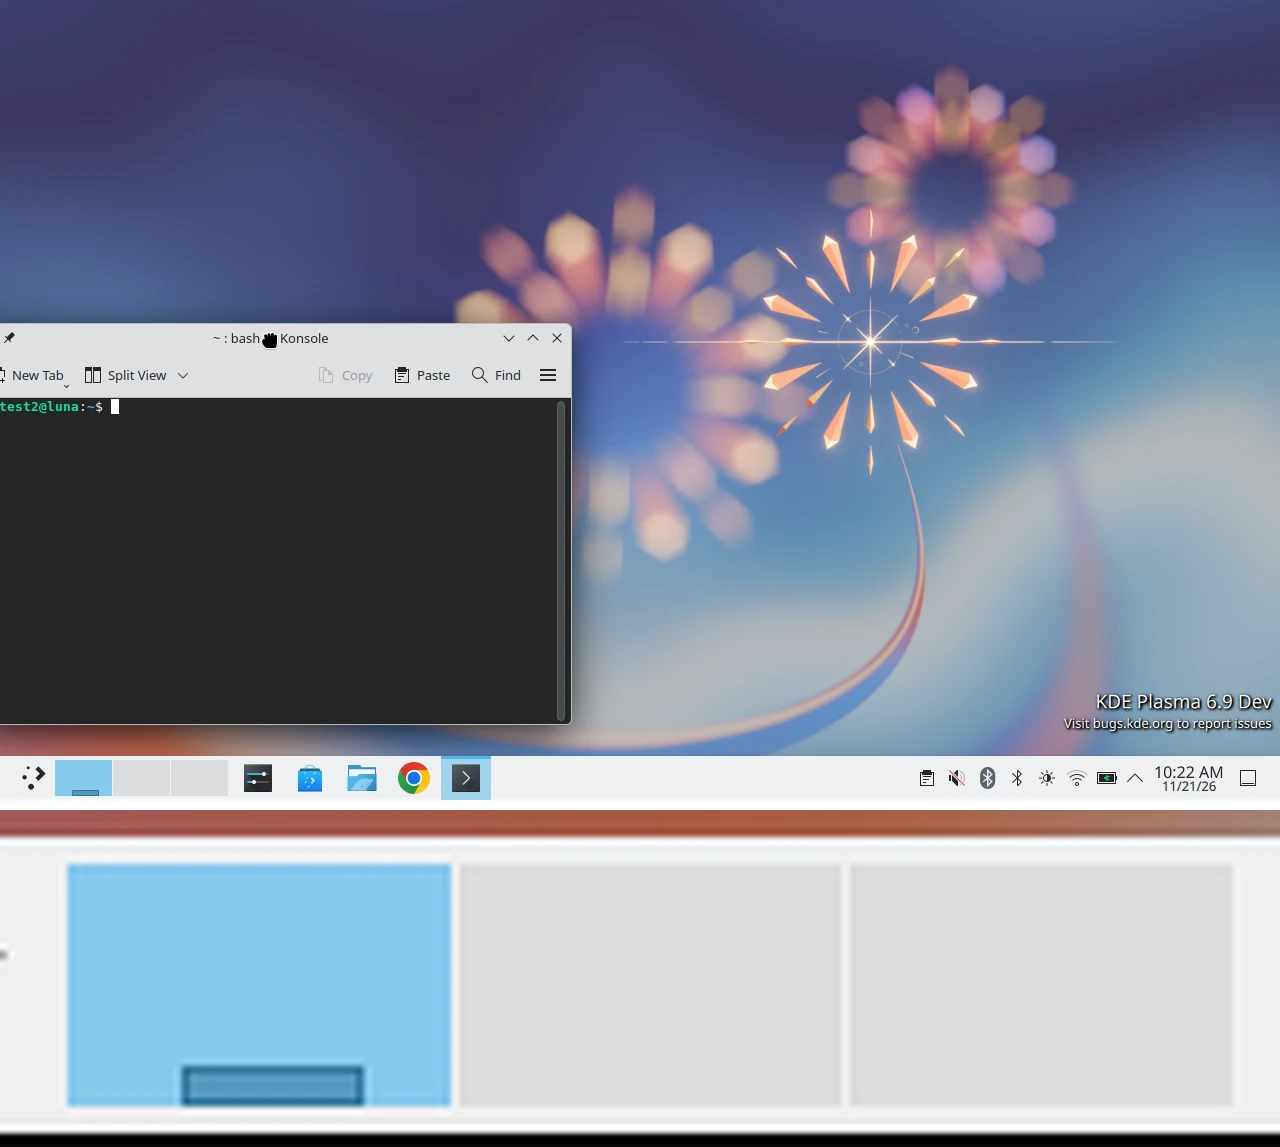 ~ : bash Konsole
New Tab Split View Copy Paste Find
test2@luna:~$
KDE Plasma 6.9 Dev
Visit bugs.kde.org to report issues
10:22 AM
11/21/26